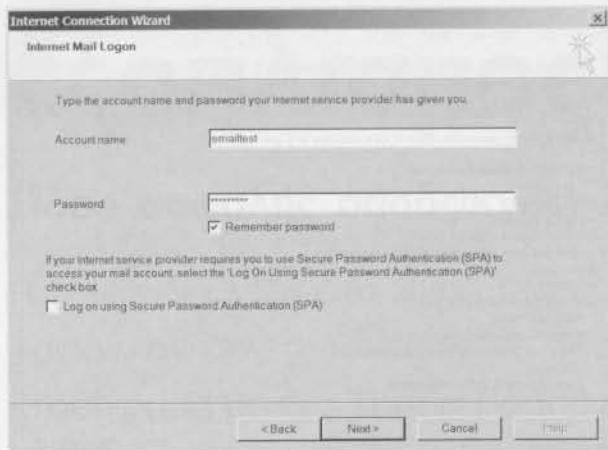 Internet Connection Wizard
Internet Mail Logon
Type the account name and password your Internet service provider has given you.
Account name
emailtest
Password
*********
Remember password
If your Internet service provider requires you to use Secure Password Authentication (SPA) to
access your mail account, select the 'Log On Using Secure Password Authentication (SPA)'
check box
Log on using Secure Password Authentication (SPA)
< Back
Next >
Cancel
Help